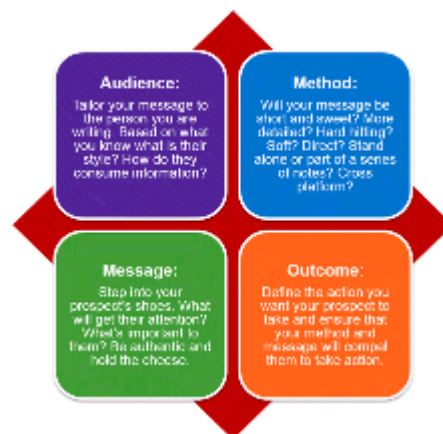 Audience:
Tailor your message to
the person you are
writing. Based on what
you know what is their
style? How do they
consume information?
Method:
Will your message be
short and sweet? More
detailed? Hard hitting?
Soft? Direct? Stand
alone or part of a series
of notes? Cross
platform?
Message:
Step into your
prospect's shoes. What
will get their attention?
What's important to
them? Be authentic and
hold the cheese.
Outcome:
Define the action you
want your prospect to
take and ensure that
your method and
message will compel
them to take action.